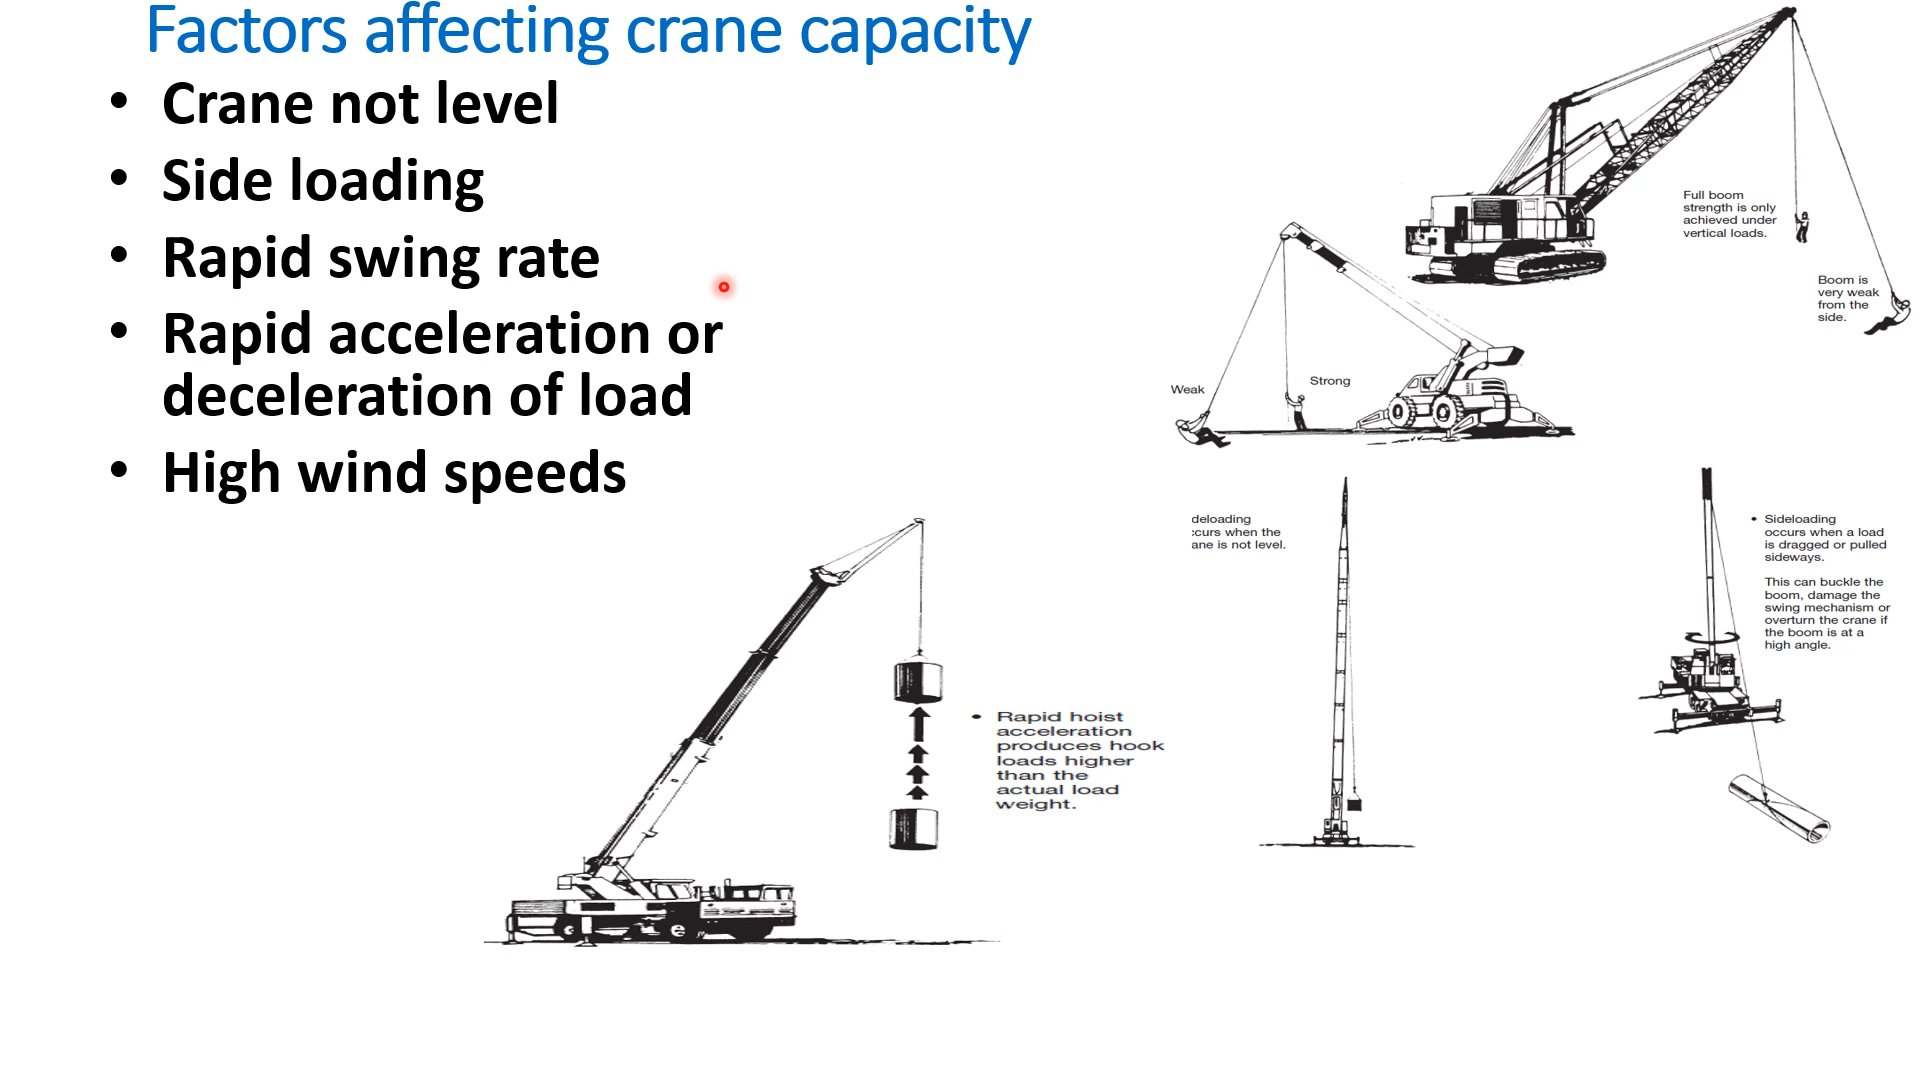 Factors affecting crane capacity
• Crane not level
• Side loading
• Rapid swing rate
• Rapid acceleration or
deceleration of load
• High wind speeds
Full boom
strength is only
achieved under
vertical loads.
Boom is
very weak
from the
side.
Weak
Strong
deloading
curs when the
ane is not level.
• Sideloading
occurs when a load
is dragged or pulled
sideways.
This can buckle the
boom, damage the
swing mechanism or
overturn the crane if
the boom is at a
high angle.
• Rapid hoist
acceleration
produces hook
loads higher
than the
actual load
weight.